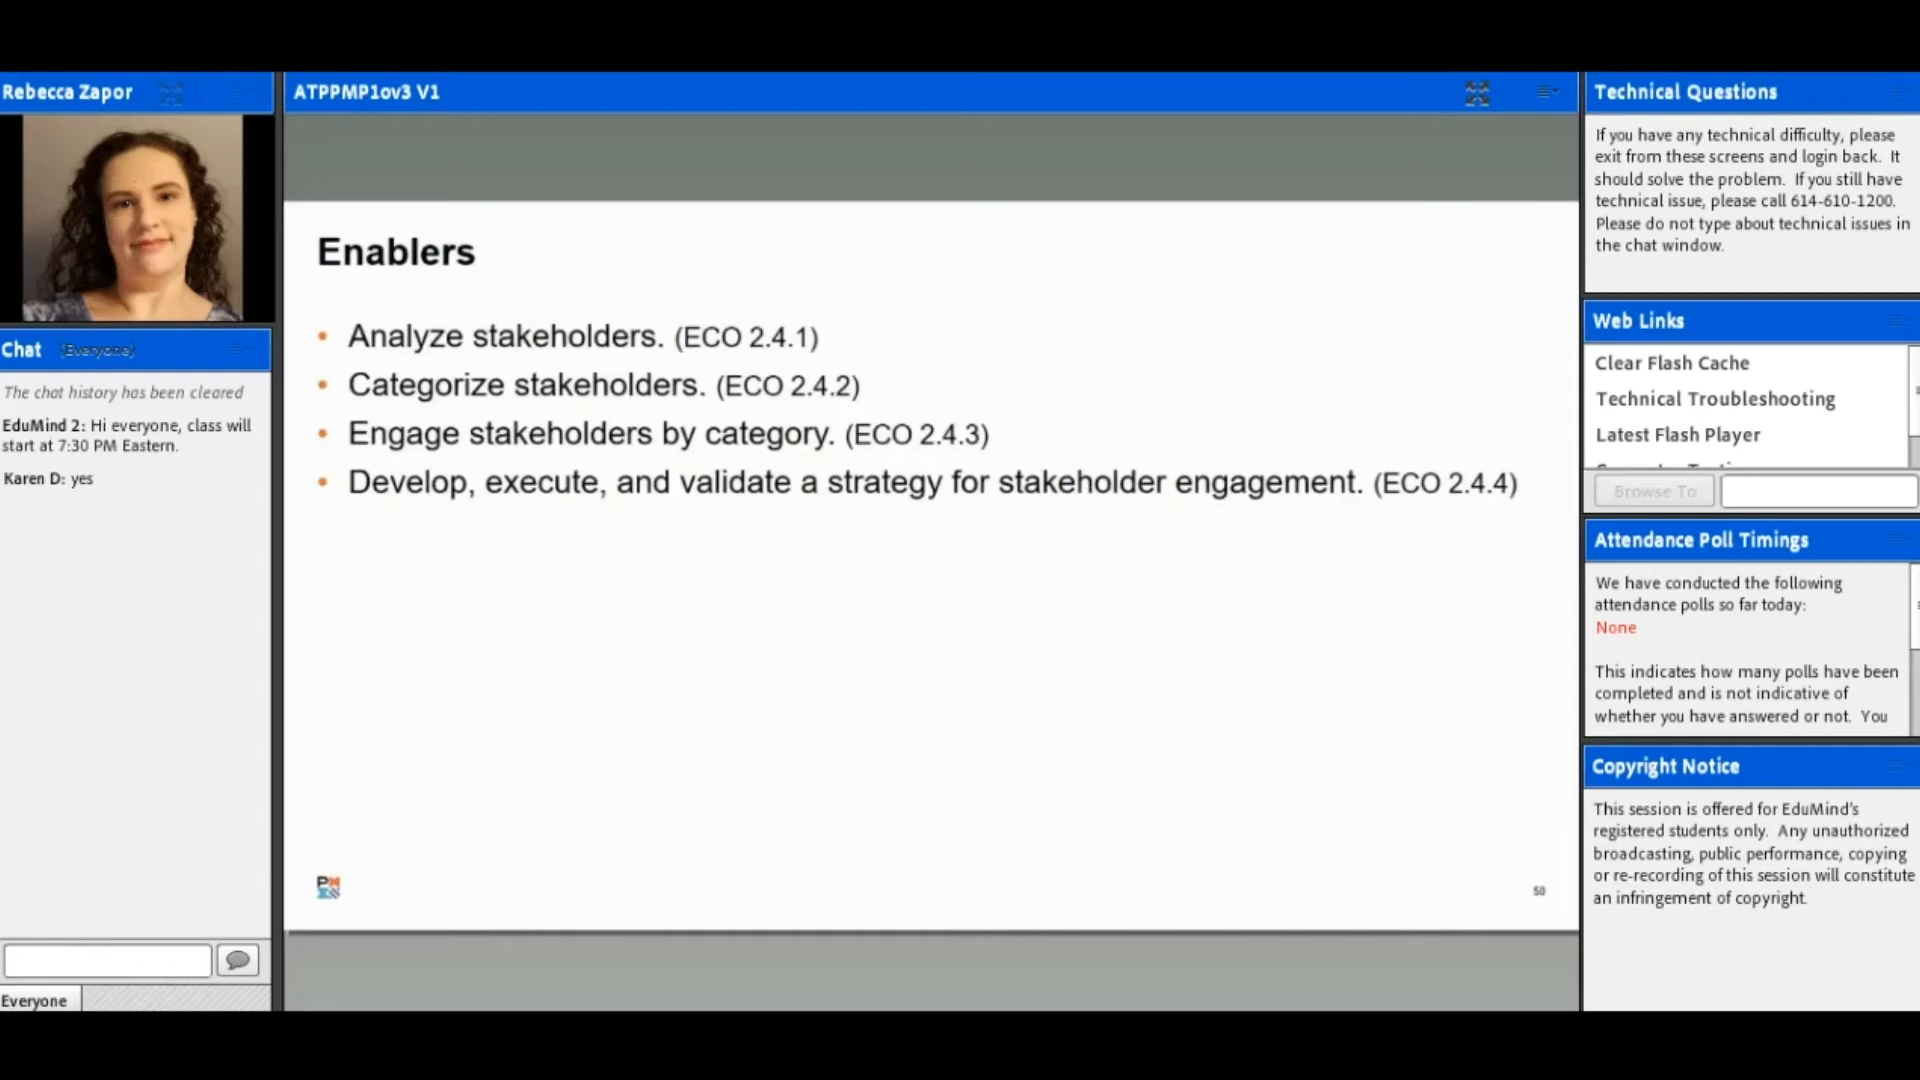 Rebecca Zapor
ATPPMP1ov3 V1
Enablers
• Analyze stakeholders. (ECO 2.4.1)
• Categorize stakeholders. (ECO 2.4.2)
• Engage stakeholders by category. (ECO 2.4.3)
• Develop, execute, and validate a strategy for stakeholder engagement. (ECO 2.4.4)
50
Chat (Everyone)
The chat history has been cleared
EduMind 2: Hi everyone, class will
start at 7:30 PM Eastern.
Karen D: yes
Everyone
Technical Questions
If you have any technical difficulty, please
exit from these screens and login back. It
should solve the problem. If you still have
technical issue, please call 614-610-1200.
Please do not type about technical issues in
the chat window.
Web Links
Clear Flash Cache
Technical Troubleshooting
Latest Flash Player
Browse To
Attendance Poll Timings
We have conducted the following
attendance polls so far today:
None
This indicates how many polls have been
completed and is not indicative of
whether you have answered or not. You
Copyright Notice
This session is offered for EduMind's
registered students only. Any unauthorized
broadcasting, public performance, copying
or re-recording of this session will constitute
an infringement of copyright.